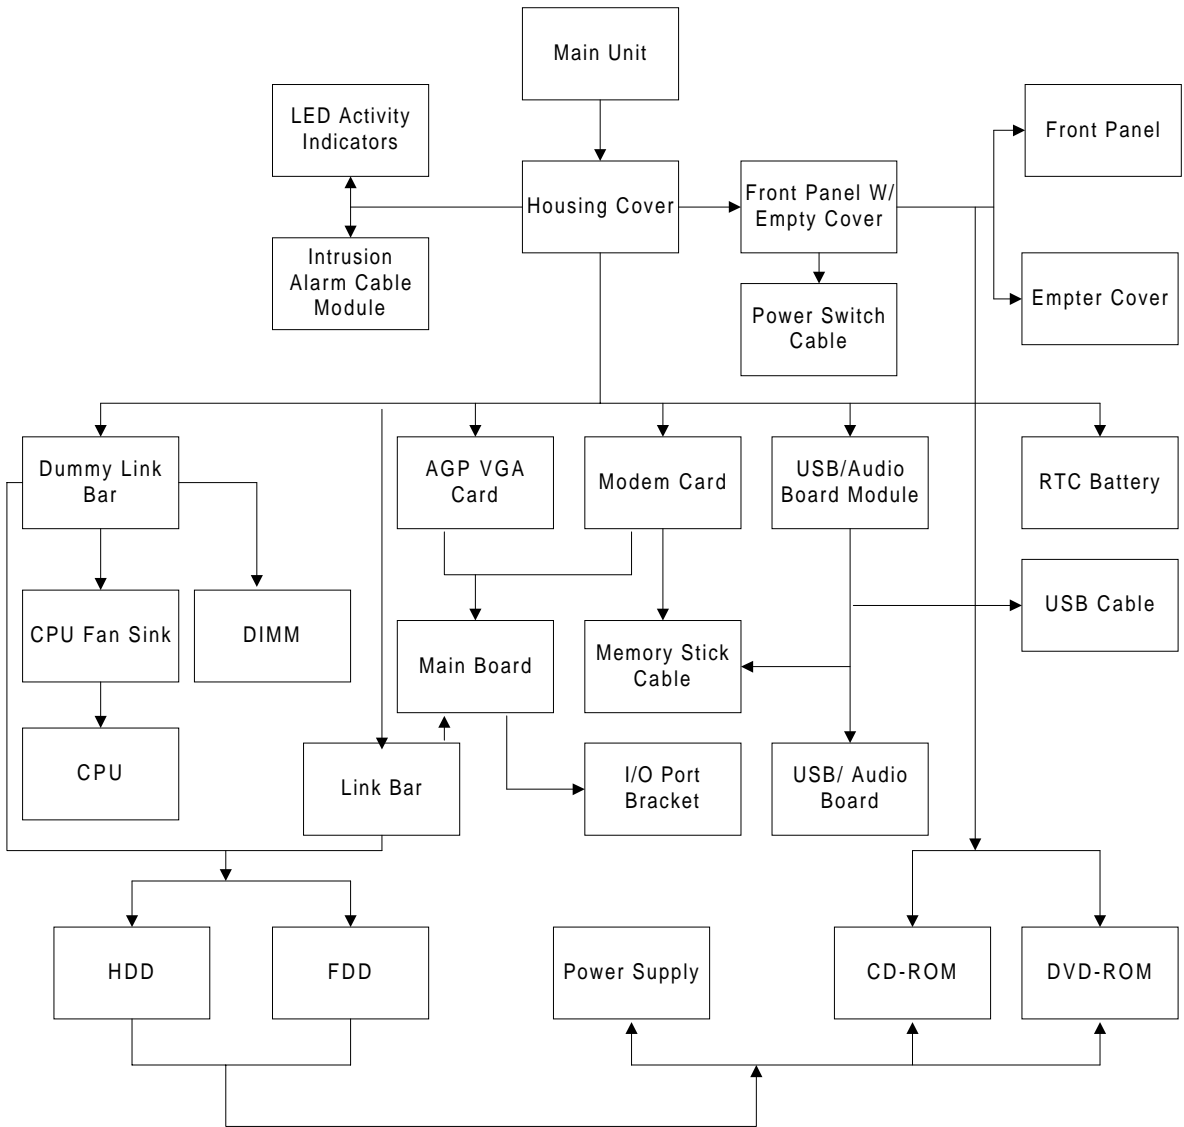 Main Unit
LED Activity
Indicators
Front Panel
Housing Cover
Front Panel W/
Empty Cover
Intrusion
Alarm Cable
Module
Power Switch
Cable
Empter Cover
Dummy Link
Bar
AGP VGA
Card
Modem Card
USB/Audio
Board Module
RTC Battery
CPU Fan Sink
DIMM
Main Board
Memory Stick
Cable
USB Cable
CPU
Link Bar
I/O Port
Bracket
USB/ Audio
Board
HDD
FDD
Power Supply
CD-ROM
DVD-ROM